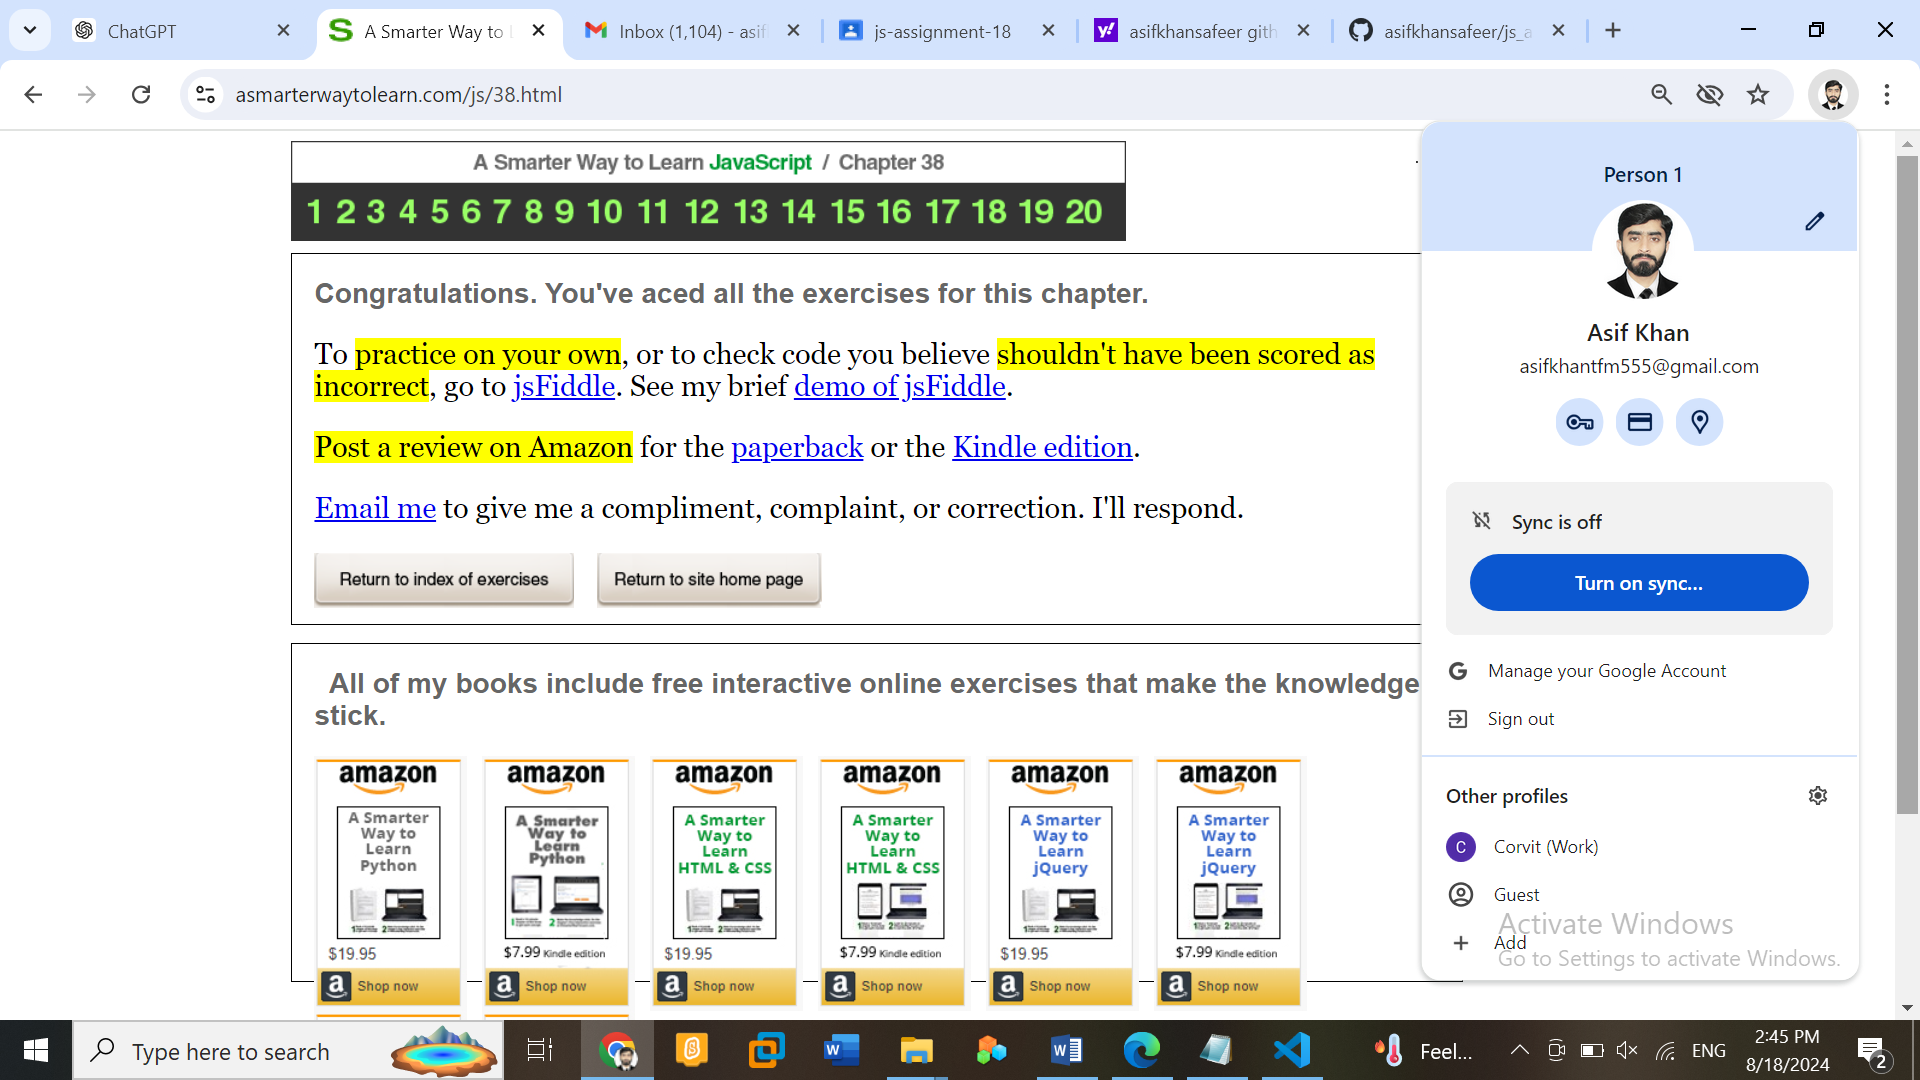 ChatGPT
A Smarter Way to L
Inbox (1,104) - asif
js-assignment-18
asifkhansafeer gith
asifkhansafeer/js_a
asmarterwaytolearn.com/js/38.html
A Smarter Way to Learn JavaScript / Chapter 38
1 2 3 4 5 6 7 8 9 10 11 12 13 14 15 16 17 18 19 20
Congratulations. You've aced all the exercises for this chapter.
To practice on your own, or to check code you believe shouldn't have been scored as
incorrect, go to jsFiddle. See my brief demo of jsFiddle.
Post a review on Amazon for the paperback or the Kindle edition.
Email me to give me a compliment, complaint, or correction. I'll respond.
Return to index of exercises
Return to site home page
All of my books include free interactive online exercises that make the knowledge
stick.
amazon
A Smarter
Way to
Learn
Python
$19.95
Shop now
amazon
A Smarter
Way to
Learn
Python
$7.99 Kindle edition
Shop now
amazon
A Smarter
Way to
Learn
HTML & CSS
$19.95
Shop now
amazon
A Smarter
Way to
Learn
HTML & CSS
$7.99 Kindle edition
Shop now
amazon
A Smarter
Way to
Learn
jQuery
$19.95
Shop now
amazon
A Smarter
Way to
Learn
jQuery
$7.99 Kindle edition
Shop now
Person 1
Asif Khan
asifkhantfm555@gmail.com
Sync is off
Turn on sync...
Manage your Google Account
Sign out
Other profiles
C
Corvit (Work)
Guest
Add
Activate Windows
Go to Settings to activate Windows.
Type here to search
Feel...
ENG
2:45 PM
8/18/2024
2